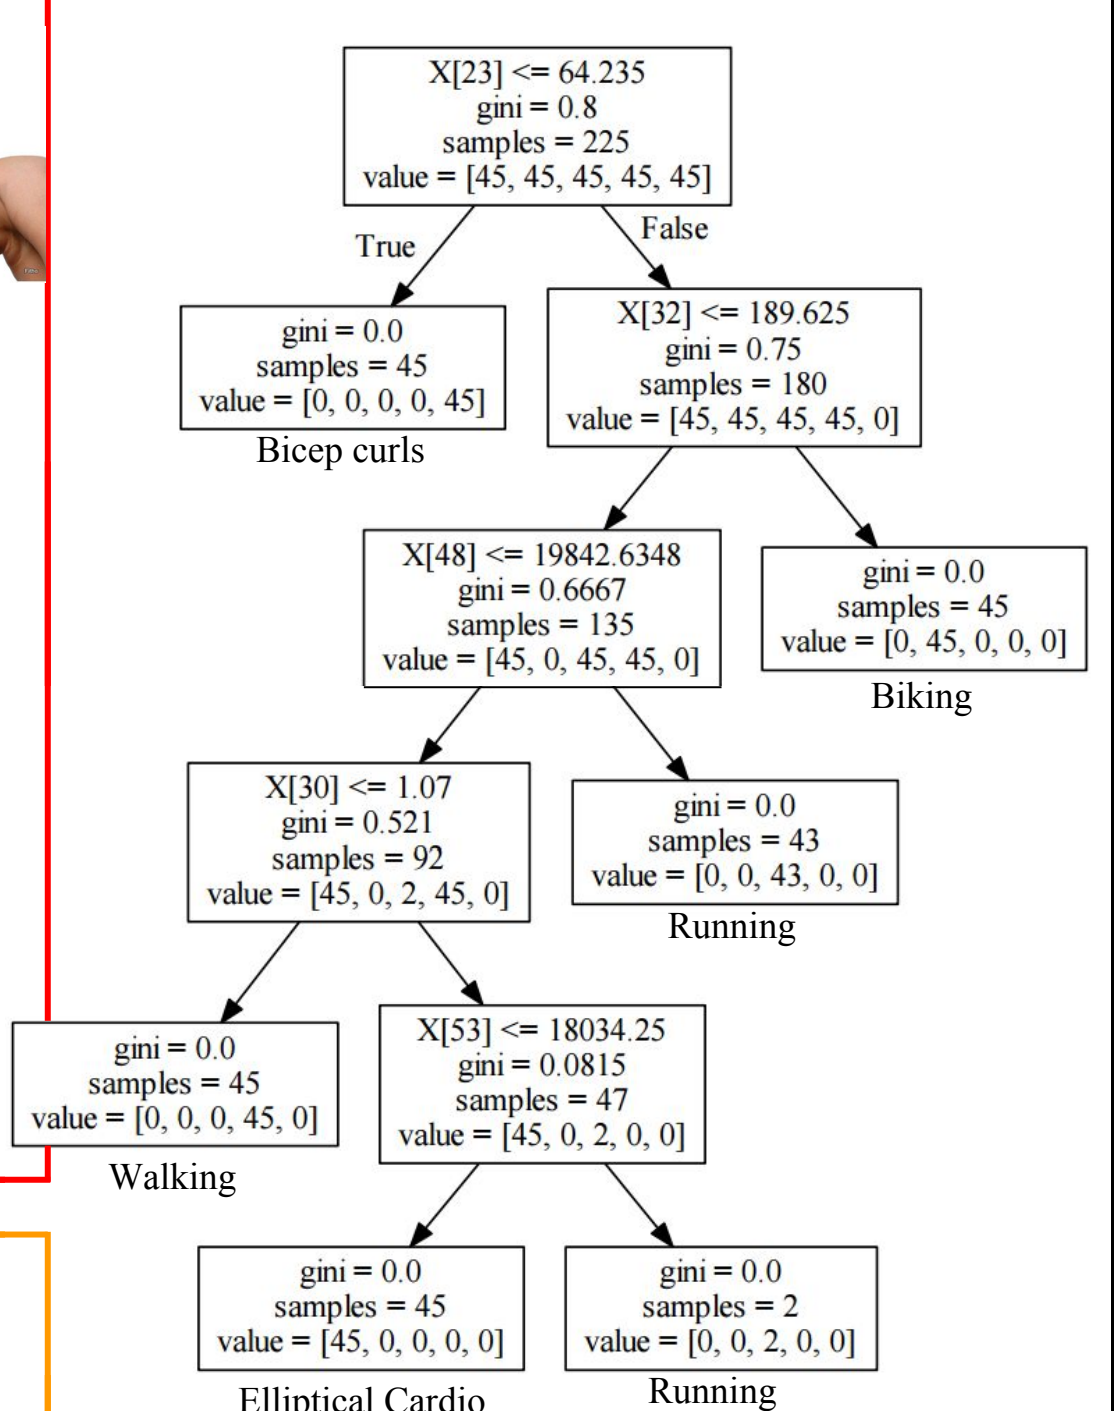 X[23] <= 64.235
gini = 0.8
samples = 225
value = [45, 45, 45, 45, 45]
True
False
gini = 0.0
samples = 45
value = [0, 0, 0, 0, 45]
Bicep curls
X[32] <= 189.625
gini = 0.75
samples = 180
value = [45, 45, 45, 45, 0]
X[48] <= 19842.6348
gini = 0.6667
samples = 135
value = [45, 0, 45, 45, 0]
gini = 0.0
samples = 45
value = [0, 45, 0, 0, 0]
Biking
X[30] <= 1.07
gini = 0.521
samples = 92
value = [45, 0, 2, 45, 0]
gini = 0.0
samples = 43
value = [0, 0, 43, 0, 0]
Running
gini = 0.0
samples = 45
value = [0, 0, 0, 45, 0]
Walking
X[53] <= 18034.25
gini = 0.0815
samples = 47
value = [45, 0, 2, 0, 0]
gini = 0.0
samples = 45
value = [45, 0, 0, 0, 0]
Elliptical Cardio
gini = 0.0
samples = 2
value = [0, 0, 2, 0, 0]
Running